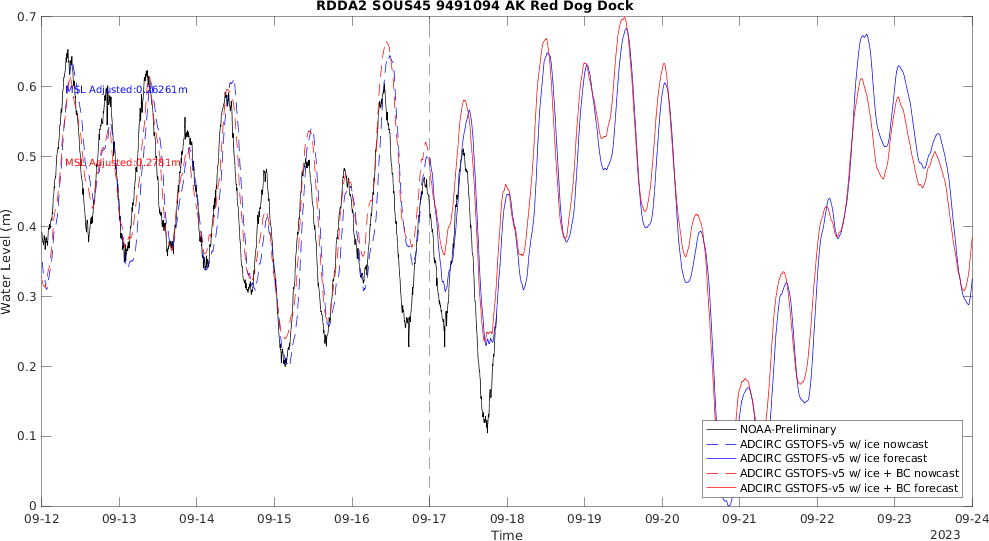 RDDA2 SOUS45 9491094 AK Red Dog Dock
0.7
0.6
0.5
0.4
0.3
0.2
0.1
0
Water Level (m)
MSL Adjusted:0.26261m
MSL Adjusted:0.2781m
NOAA-Preliminary
ADCIRC GSTOFS-v5 w/ ice nowcast
ADCIRC GSTOFS-v5 w/ ice forecast
ADCIRC GSTOFS-v5 w/ ice + BC nowcast
ADCIRC GSTOFS-v5 w/ ice + BC forecast
09-12 09-13 09-14 09-15 09-16 09-17 09-18 09-19 09-20 09-21 09-22 09-23 09-24
Time
2023